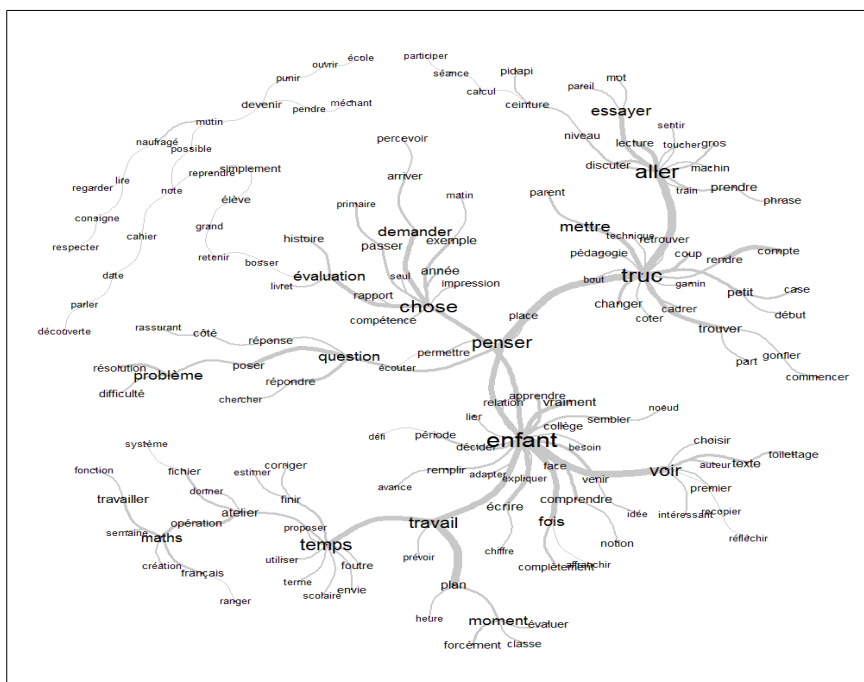 école
participer
ouvrir
séance
pidapi
mot
punir
calcul
pareil
devenir
pendre
méchant
ceinture
essayer
mutin
sentir
percevoir
niveau
lecture
toucher
gros
naufragé
possible
discuter
aller
machin
arriver
reprendre
simplement
train
prendre
lire
regarder
note
matin
parent
phrase
élève
primaire
consigne
grand
demander
mettre
technique
retrouver
cahier
histoire
passer
exemple
respecter
pédagogie
coup
rendre
compte
retenir
bosser
évaluation
seul
année
truc
date
livret
impression
bout
gamin
petit
case
rapport
chose
changer
cadrer
début
parler
compétence
place
coter
trouver
découverte
rassurant
côté
réponse
penser
question
permettre
part
gonfler
résolution
problème
poser
écouter
commencer
difficulté
répondre
chercher
relation
apprendre
vraiment
noeud
lier
collège
sembler
défi
période
enfant
choisir
système
décider
besoin
toilettage
fonction
fichier
estimer
corriger
remplir
adapter
expliquer
face
venir
voir
auteur
texte
travailler
donner
finir
avance
premier
comprendre
écrire
recopier
opération
atelier
proposer
travail
fois
idée
intéressant
semaine
maths
temps
réfléchir
création
utiliser
foutre
prévoir
chiffre
notion
français
complètement
affranchir
terme
envie
plan
ranger
scolaire
heure
moment
évaluer
forcément
classe